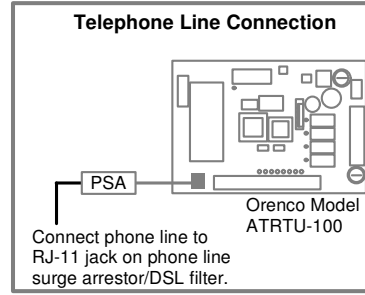 Telephone Line Connection
PSA
Orenco Model
ATRTU-100
Connect phone line to
RJ-11 jack on phone line
surge arrestor/DSL filter.